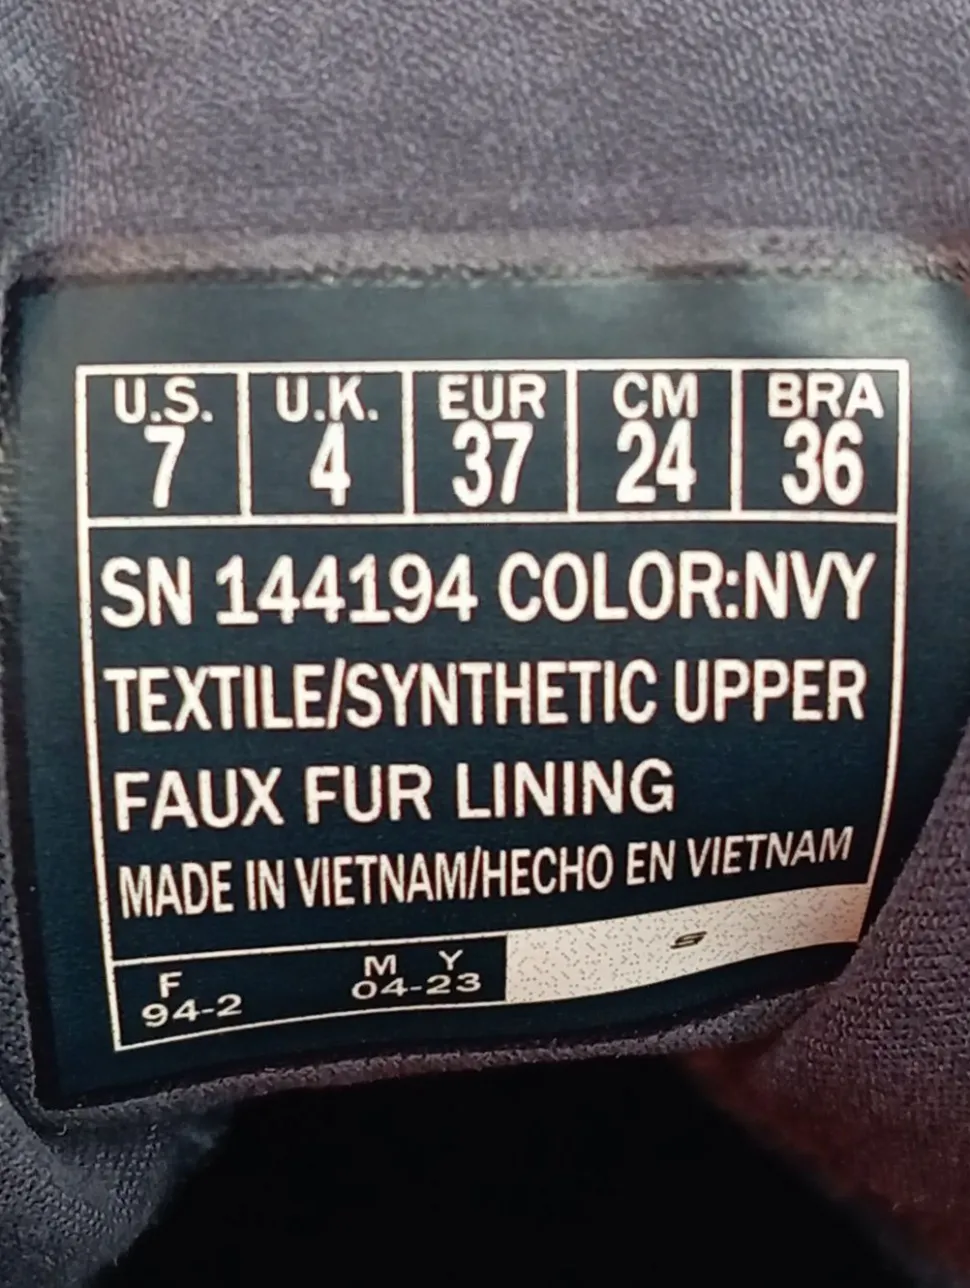 U.S. U.K. EUR CM BRA
7 4 37 24 36
SN 144194 COLOR:NVY
TEXTILE/SYNTHETIC UPPER
FAUX FUR LINING
MADE IN VIETNAM/HECHO EN VIETNAM
F M Y
94-2 04-23
S